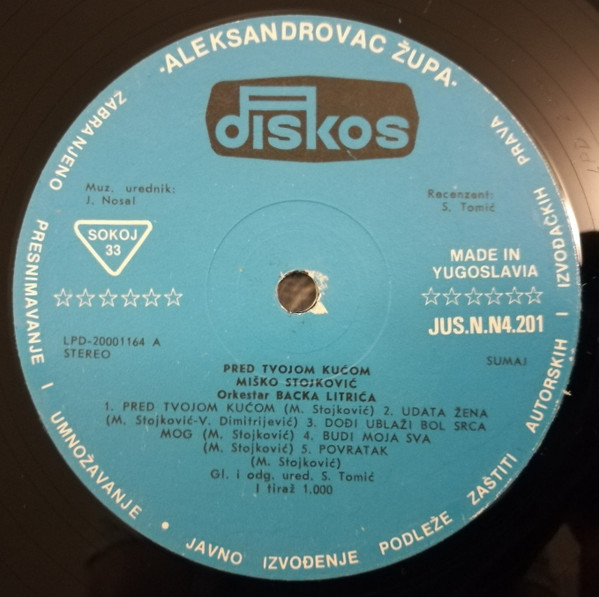 ·ALEKSANDROVAC ŽUPA·
diskos
Muz. urednik:
J. Nosal
Recenzent:
S. Tomić
SOKOJ
33
MADE IN
YUGOSLAVIA
☆☆☆☆☆☆
☆☆☆☆☆☆
JUS.N.N4.201
LPD-20001164 A
STEREO
SUMAJ
PRED TVOJOM KUĆOM
MIŠKO STOJKOVIĆ
Orkestar BACKA LITRIĆA
1. PRED TVOJOM KUĆOM (M. Stojković) 2. UDATA ŽENA
(M. Stojković-V. Dimitrijević) 3. DOĐI UBLAŽI BOL SRCA
MOG (M. Stojković) 4. BUDI MOJA SVA
(M. Stojković) 5. POVRATAK
(M. Stojković)
Gl. i odg. ured. S. Tomić
I tiraž 1.000
ZABRANJENO PRESNIMAVANJE I UMNOŽAVANJE • JAVNO IZVOĐENJE PODLEŽE ZAŠTITI AUTORSKIH I IZVOĐAČKIH PRAVA